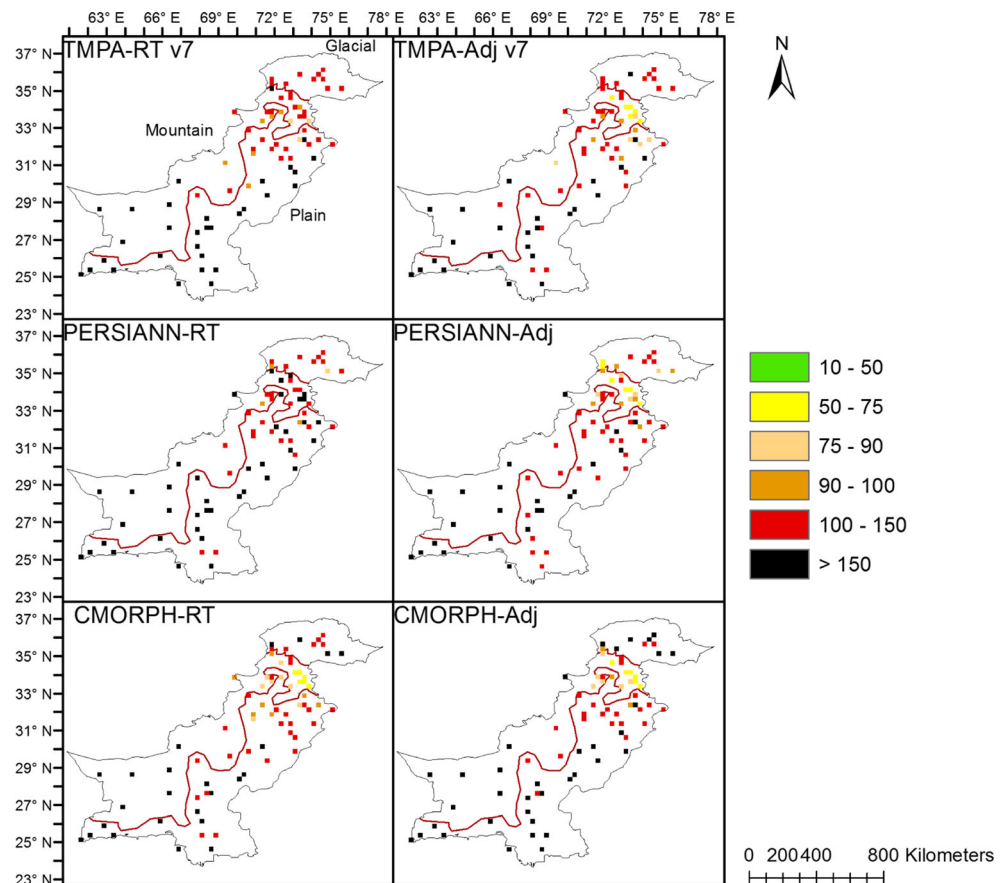 63° E 66° E 69° E 72° E 75° E 78° E 63° E 66° E 69° E 72° E 75° E 78° E
TMPA-RT v7
Glacial
Mountain
Plain
TMPA-Adj v7
37° N
35° N
33° N
31° N
29° N
27° N
25° N
23° N
PERSIANN-RT
PERSIANN-Adj
37° N
35° N
33° N
31° N
29° N
27° N
25° N
23° N
CMORPH-RT
CMORPH-Adj
37° N
35° N
33° N
31° N
29° N
27° N
25° N
23° N
N
10 - 50
50 - 75
75 - 90
90 - 100
100 - 150
> 150
0 200 400 800 Kilometers